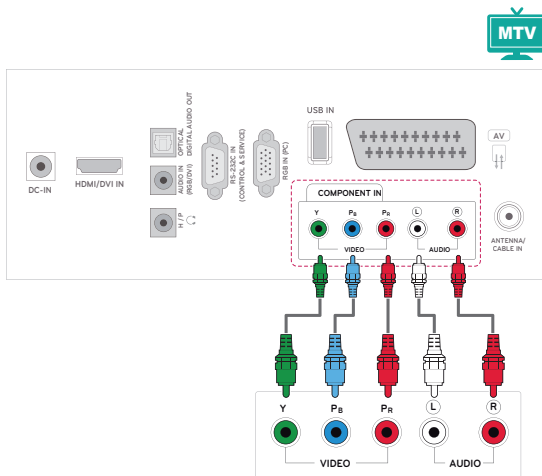 MTV
DC-IN
HDMI/DVI IN
OPTICAL
DIGITAL AUDIO OUT
AUDIO IN
(RGB/DVI)
H / P
RS-232C IN
(CONTROL & SERVICE)
RGB IN (PC)
USB IN
AV
COMPONENT IN
Y PB PR L R
VIDEO AUDIO
ANTENNA/
CABLE IN
Y PB PR L R
VIDEO AUDIO